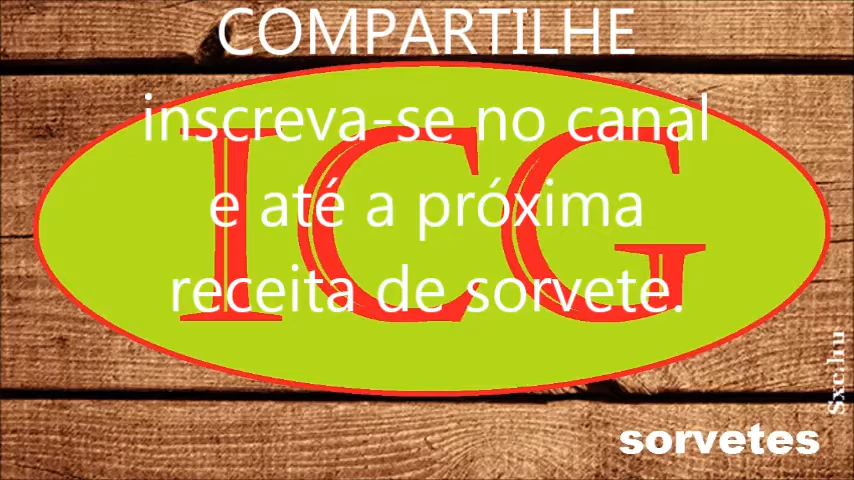 COMPARTILHE
inscreva-se no canal
e até a próxima
receita de sorvete.
ICG
Sxc.hu
sorvetes